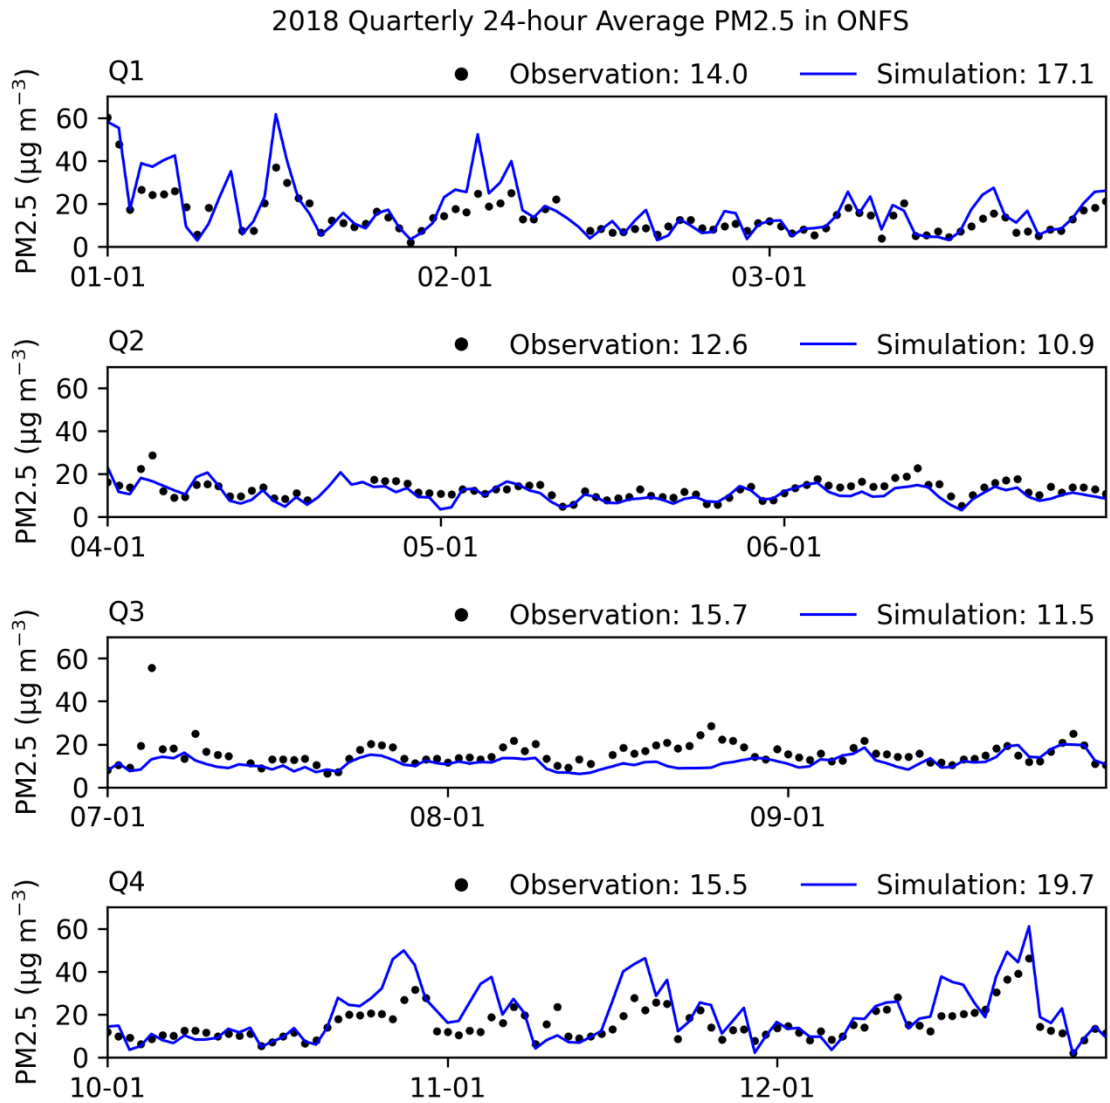 2018 Quarterly 24-hour Average PM2.5 in ONFS
Q1 Observation: 14.0 Simulation: 17.1
PM2.5 (μg m⁻³)
60
40
20
0
01-01 02-01 03-01
Q2 Observation: 12.6 Simulation: 10.9
PM2.5 (μg m⁻³)
60
40
20
0
04-01 05-01 06-01
Q3 Observation: 15.7 Simulation: 11.5
PM2.5 (μg m⁻³)
60
40
20
0
07-01 08-01 09-01
Q4 Observation: 15.5 Simulation: 19.7
PM2.5 (μg m⁻³)
60
40
20
0
10-01 11-01 12-01